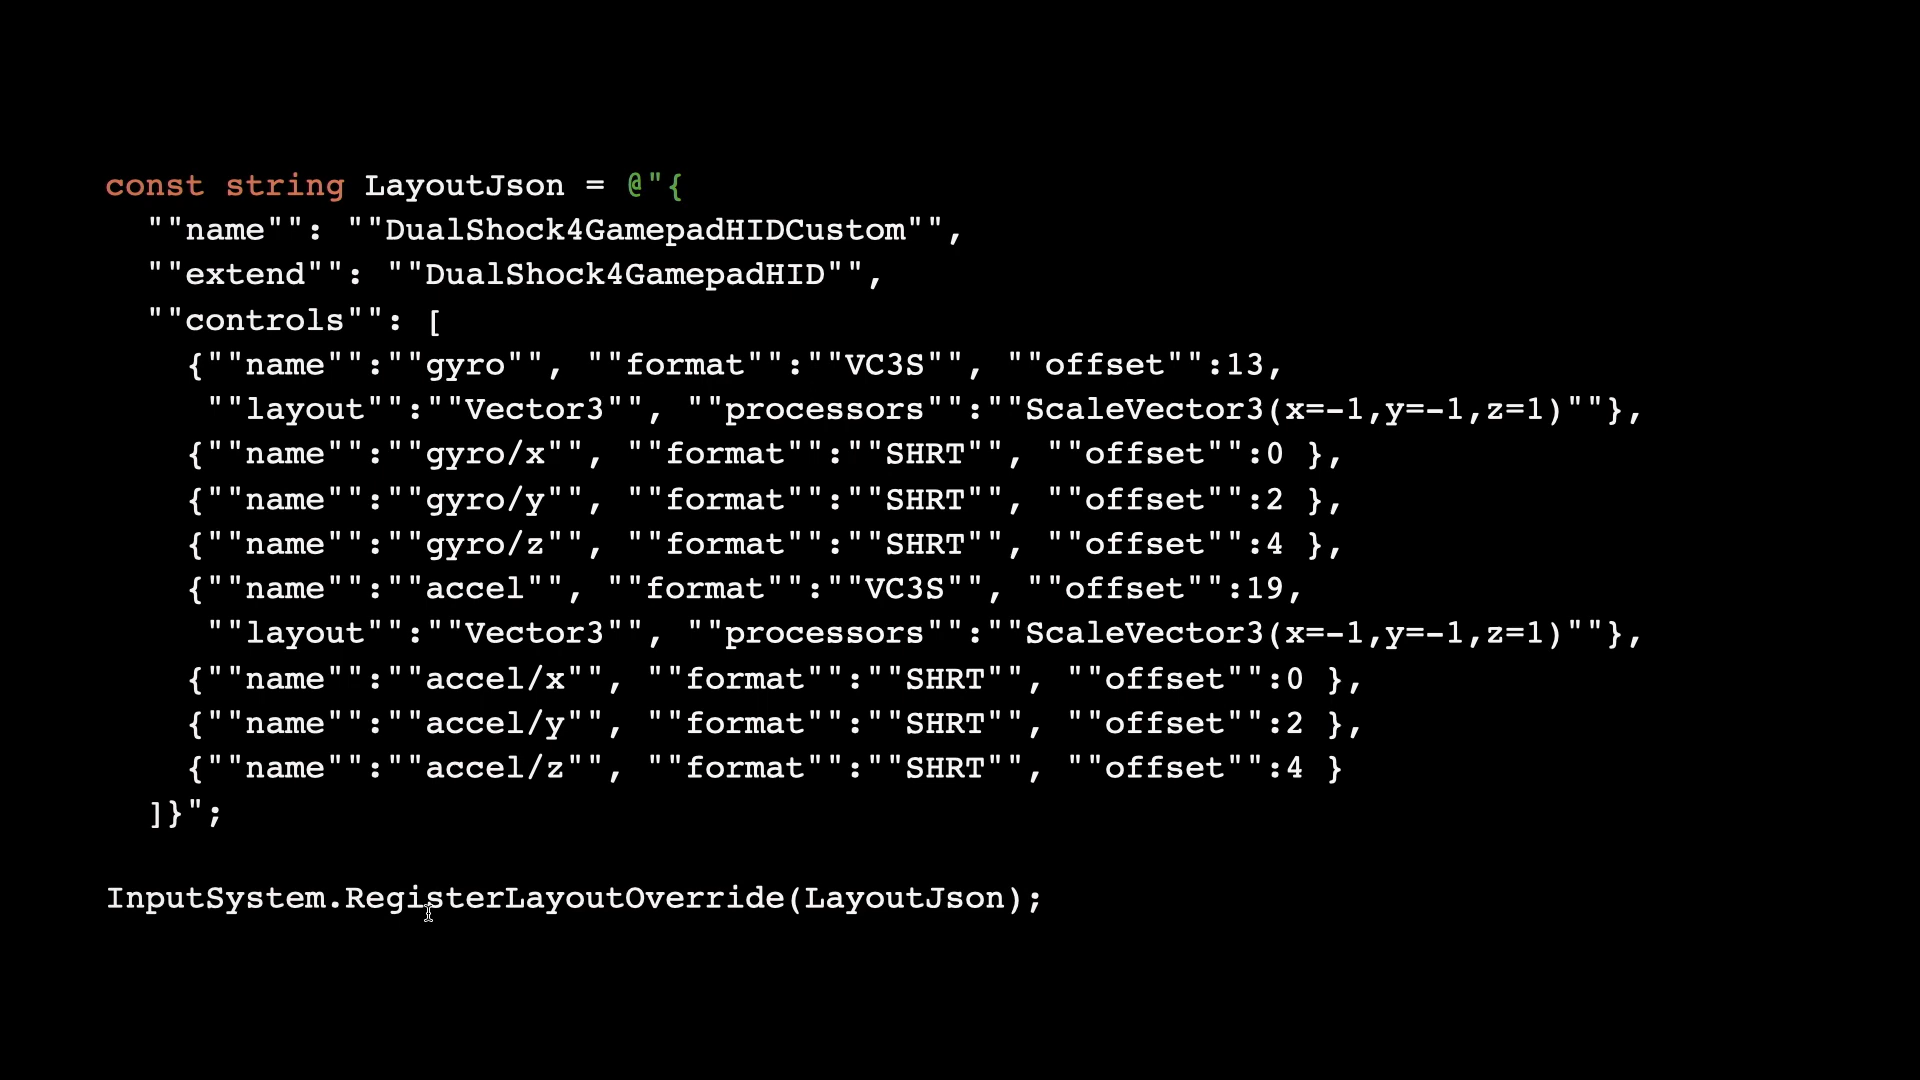 const string LayoutJson = @"{
""name"": ""DualShock4GamepadHIDCustom"",
""extend"": ""DualShock4GamepadHID"",
""controls"": [
{""name"":""gyro"", ""format"":""VC3S"", ""offset"":13,
""layout"":""Vector3"", ""processors"":""ScaleVector3(x=-1,y=-1,z=1)""},
{""name"":""gyro/x"", ""format"":""SHRT"", ""offset"":0 },
{""name"":""gyro/y"", ""format"":""SHRT"", ""offset"":2 },
{""name"":""gyro/z"", ""format"":""SHRT"", ""offset"":4 },
{""name"":""accel"", ""format"":""VC3S"", ""offset"":19,
""layout"":""Vector3"", ""processors"":""ScaleVector3(x=-1,y=-1,z=1)""},
{""name"":""accel/x"", ""format"":""SHRT"", ""offset"":0 },
{""name"":""accel/y"", ""format"":""SHRT"", ""offset"":2 },
{""name"":""accel/z"", ""format"":""SHRT"", ""offset"":4 }
]}";
InputSystem.RegisterLayoutOverride(LayoutJson);